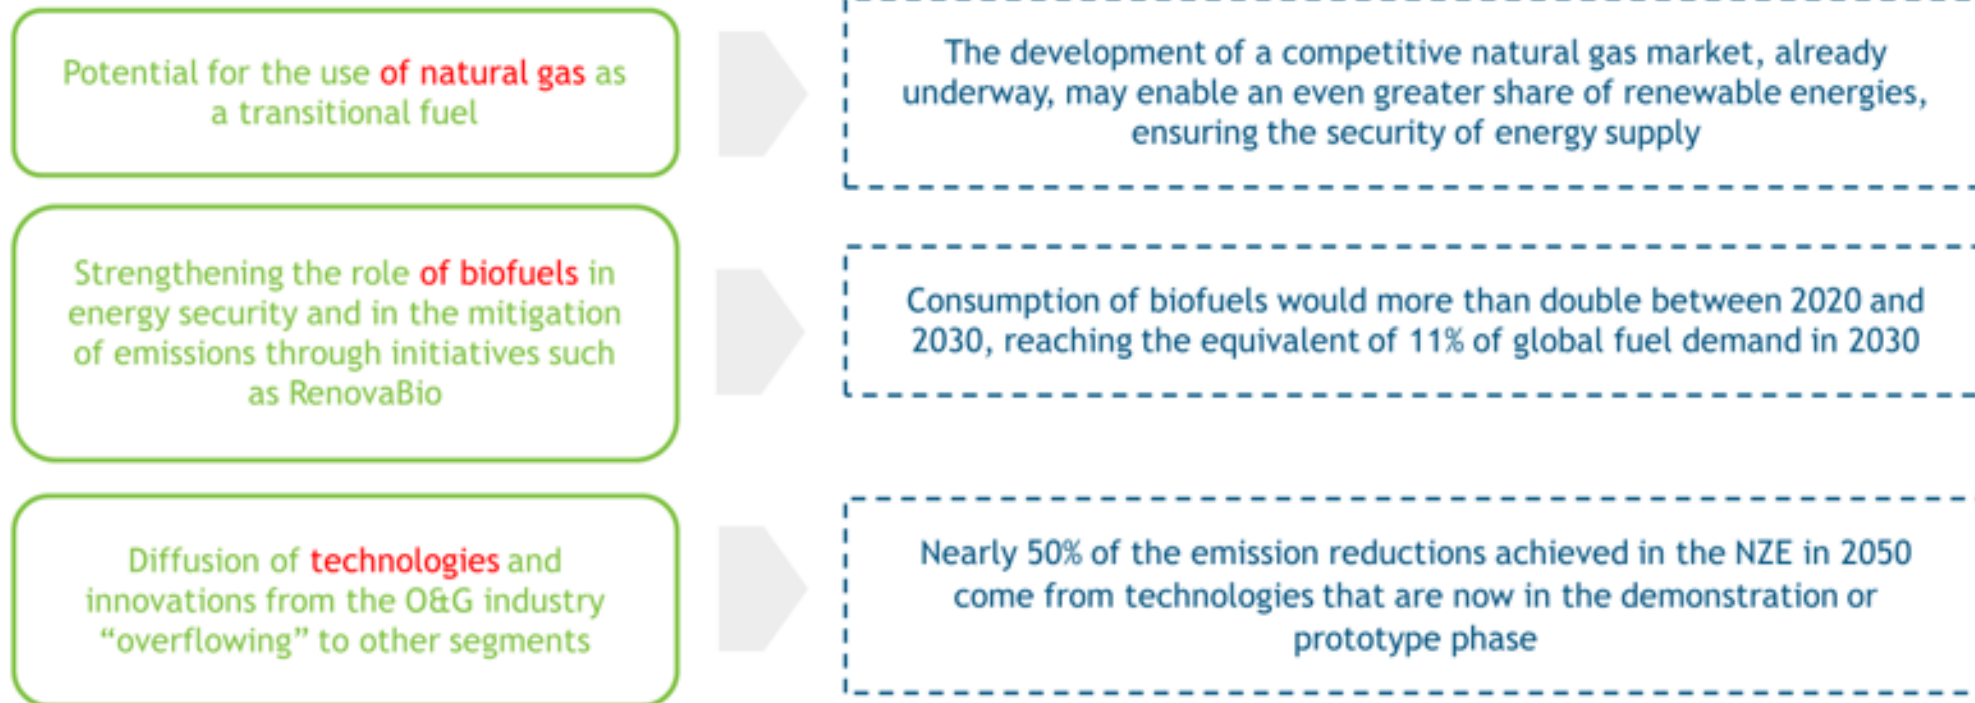 Potential for the use of natural gas as
a transitional fuel
The development of a competitive natural gas market, already
underway, may enable an even greater share of renewable energies,
ensuring the security of energy supply
Strengthening the role of biofuels in
energy security and in the mitigation
of emissions through initiatives such
as RenovaBio
Consumption of biofuels would more than double between 2020 and
2030, reaching the equivalent of 11% of global fuel demand in 2030
Diffusion of technologies and
innovations from the O&G industry
“overflowing” to other segments
Nearly 50% of the emission reductions achieved in the NZE in 2050
come from technologies that are now in the demonstration or
prototype phase